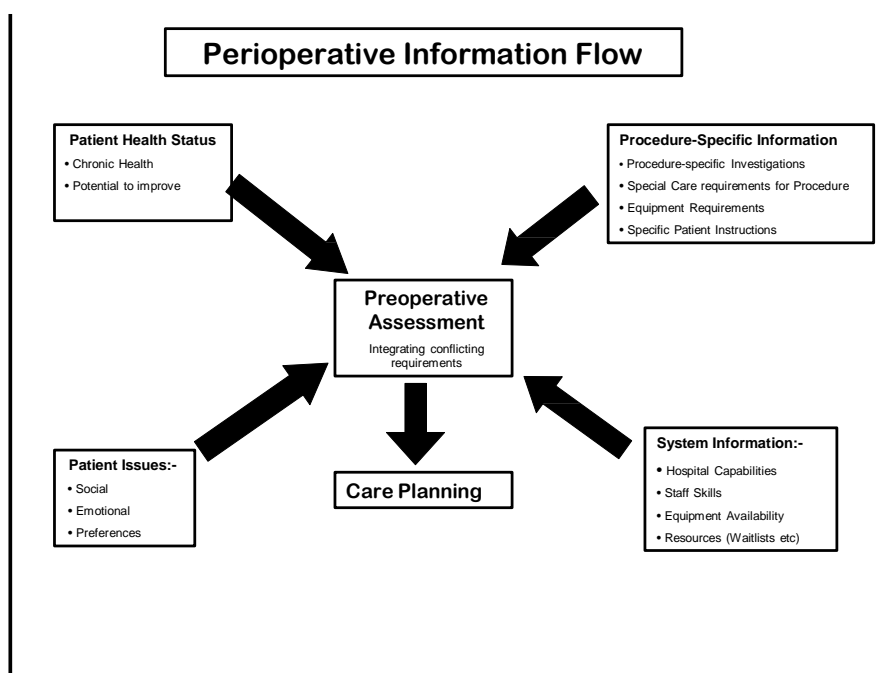 Perioperative Information Flow
Patient Health Status
• Chronic Health
• Potential to improve
Procedure-Specific Information
• Procedure-specific Investigations
• Special Care requirements for Procedure
• Equipment Requirements
• Specific Patient Instructions
Preoperative
Assessment
Integrating conflicting
requirements
Patient Issues:-
• Social
• Emotional
• Preferences
Care Planning
System Information:-
• Hospital Capabilities
• Staff Skills
• Equipment Availability
• Resources (Waitlists etc)